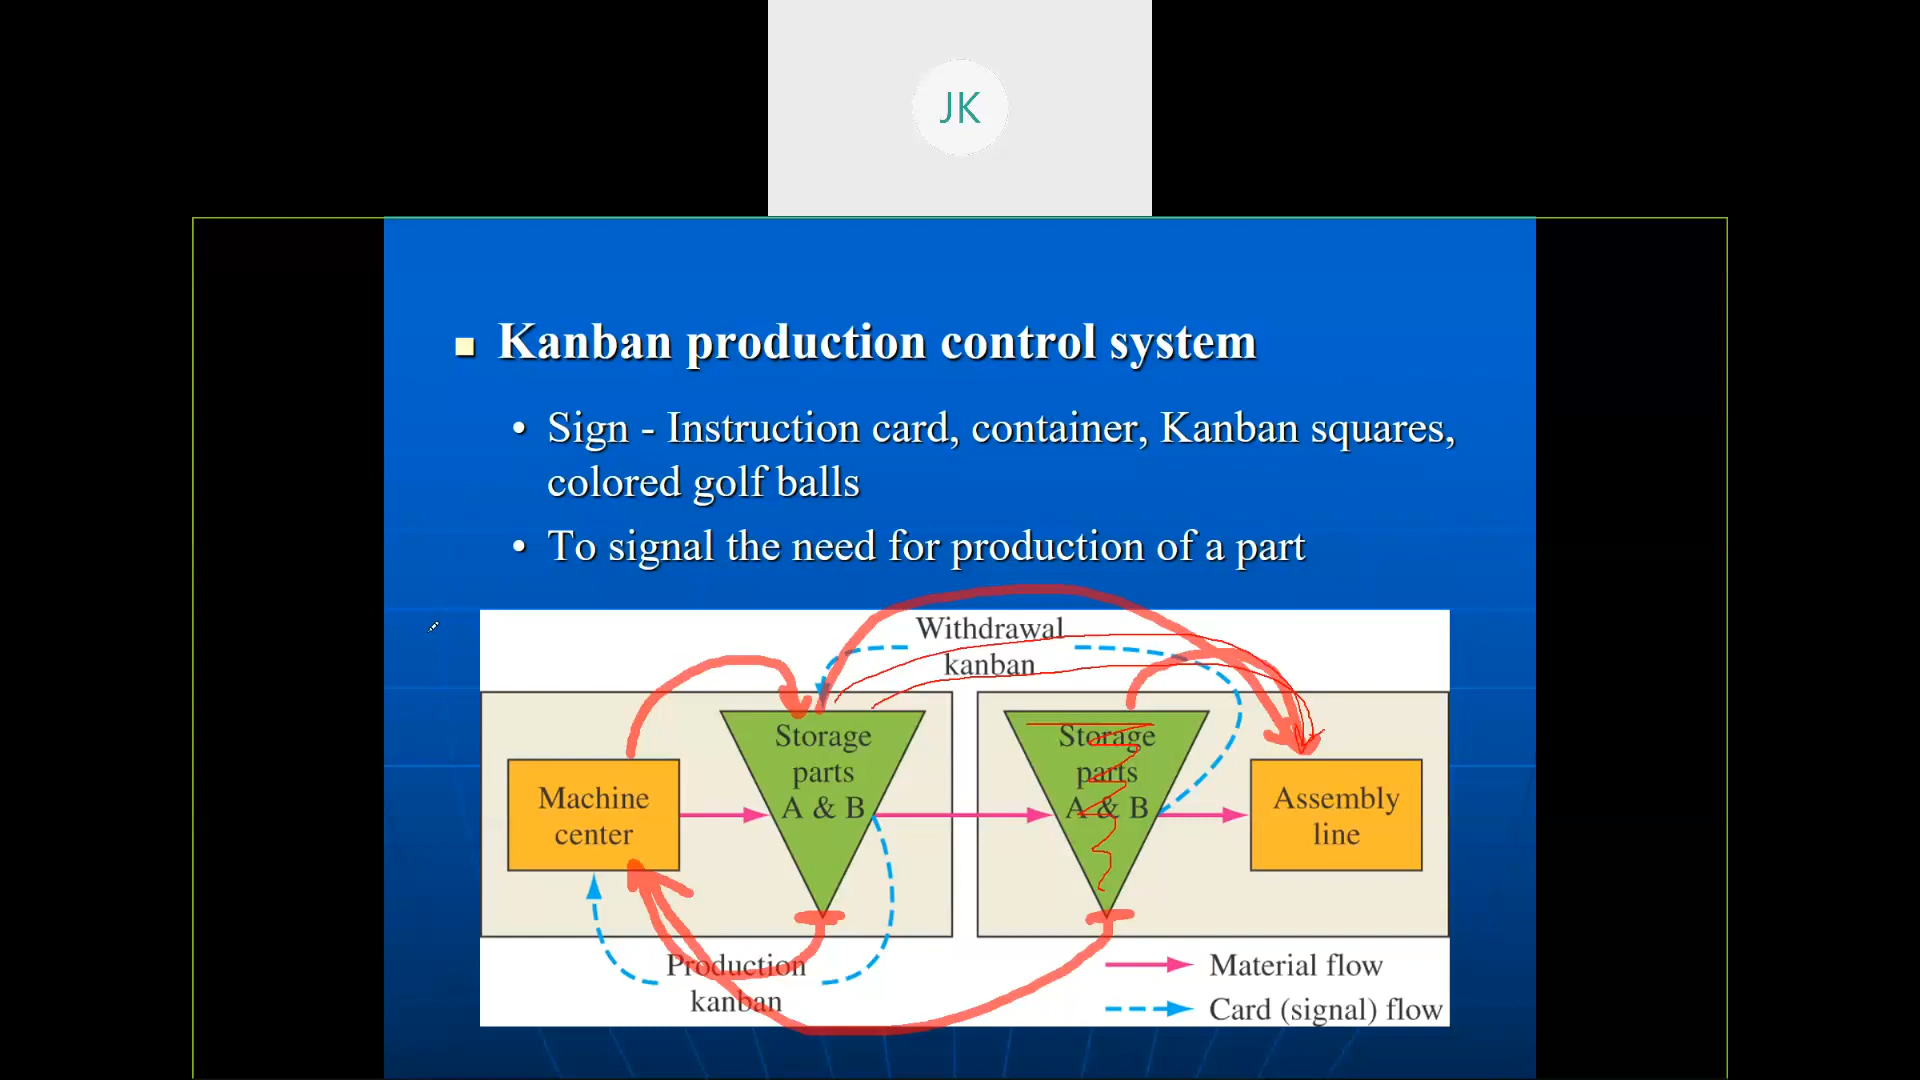 JK
Kanban production control system
• Sign - Instruction card, container, Kanban squares,
colored golf balls
• To signal the need for production of a part
Withdrawal
kanban
Storage
parts
A & B
Storage
parts
A & B
Machine
center
Assembly
line
Production
kanban
Material flow
Card (signal) flow